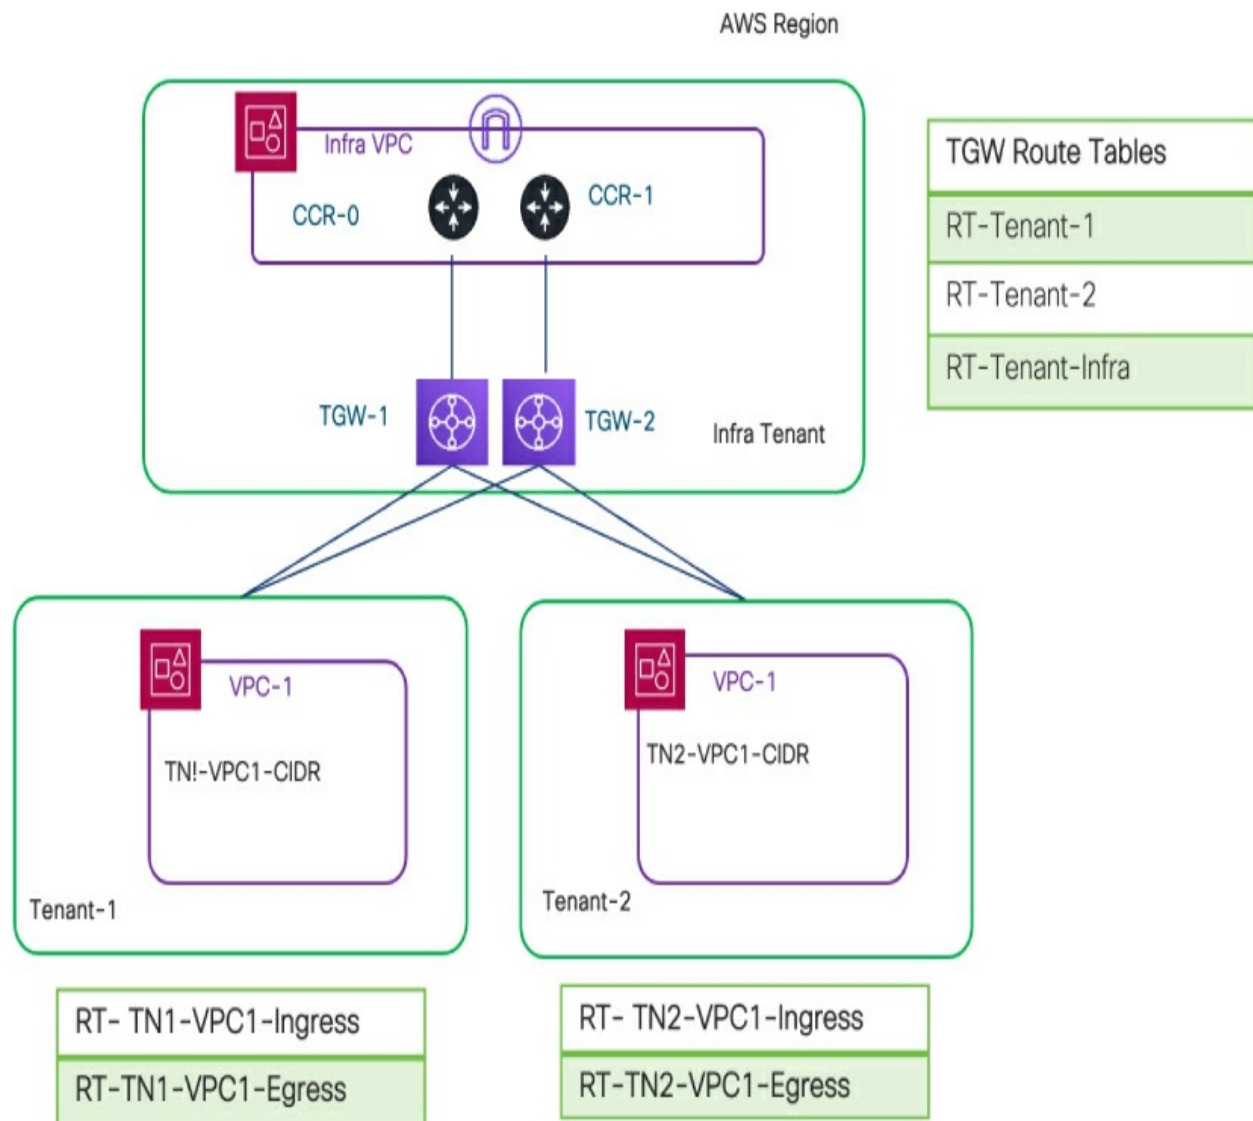 AWS Region
Infra VPC
CCR-0
CCR-1
TGW-1
TGW-2
Infra Tenant
TGW Route Tables
RT-Tenant-1
RT-Tenant-2
RT-Tenant-Infra
VPC-1
TN!-VPC1-CIDR
Tenant-1
VPC-1
TN2-VPC1-CIDR
Tenant-2
RT- TN1-VPC1-Ingress
RT-TN1-VPC1-Egress
RT- TN2-VPC1-Ingress
RT-TN2-VPC1-Egress